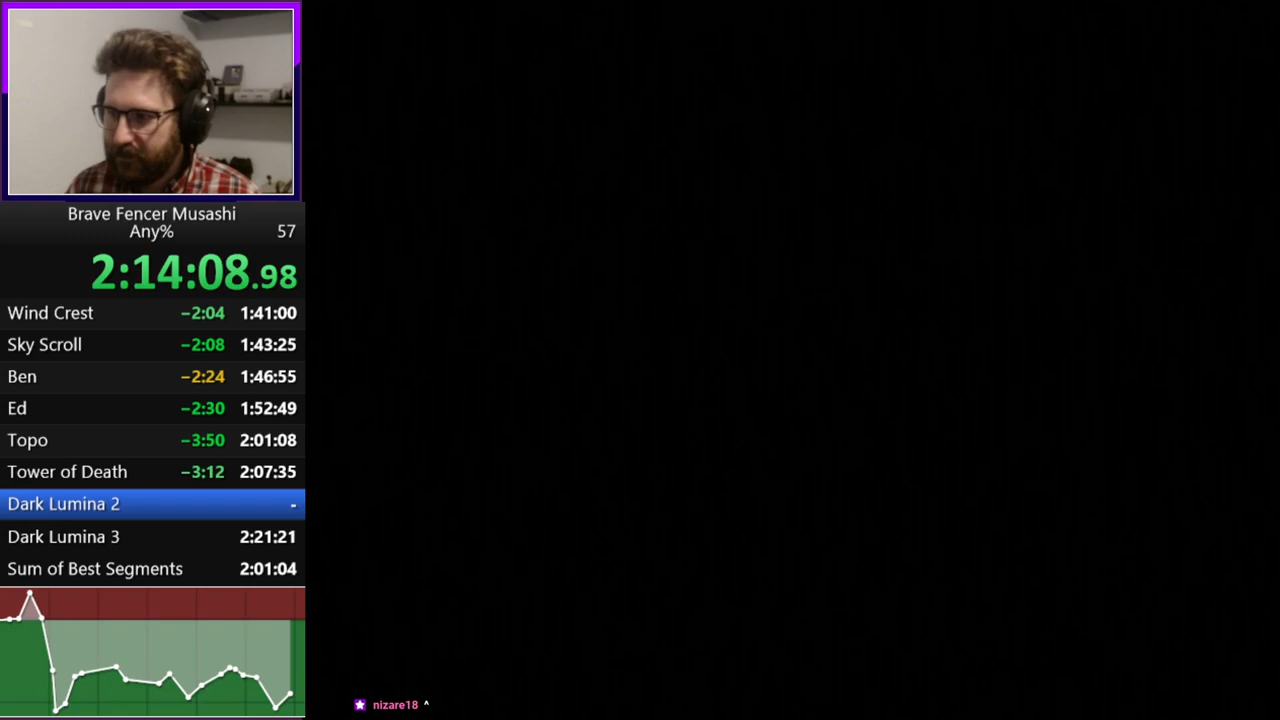 Brave Fencer Musashi
Any% 57
2:14:08.98
Wind Crest -2:04 1:41:00
Sky Scroll -2:08 1:43:25
Ben -2:24 1:46:55
Ed -2:30 1:52:49
Topo -3:50 2:01:08
Tower of Death -3:12 2:07:35
Dark Lumina 2 -
Dark Lumina 3 2:21:21
Sum of Best Segments 2:01:04
nizare18 ^